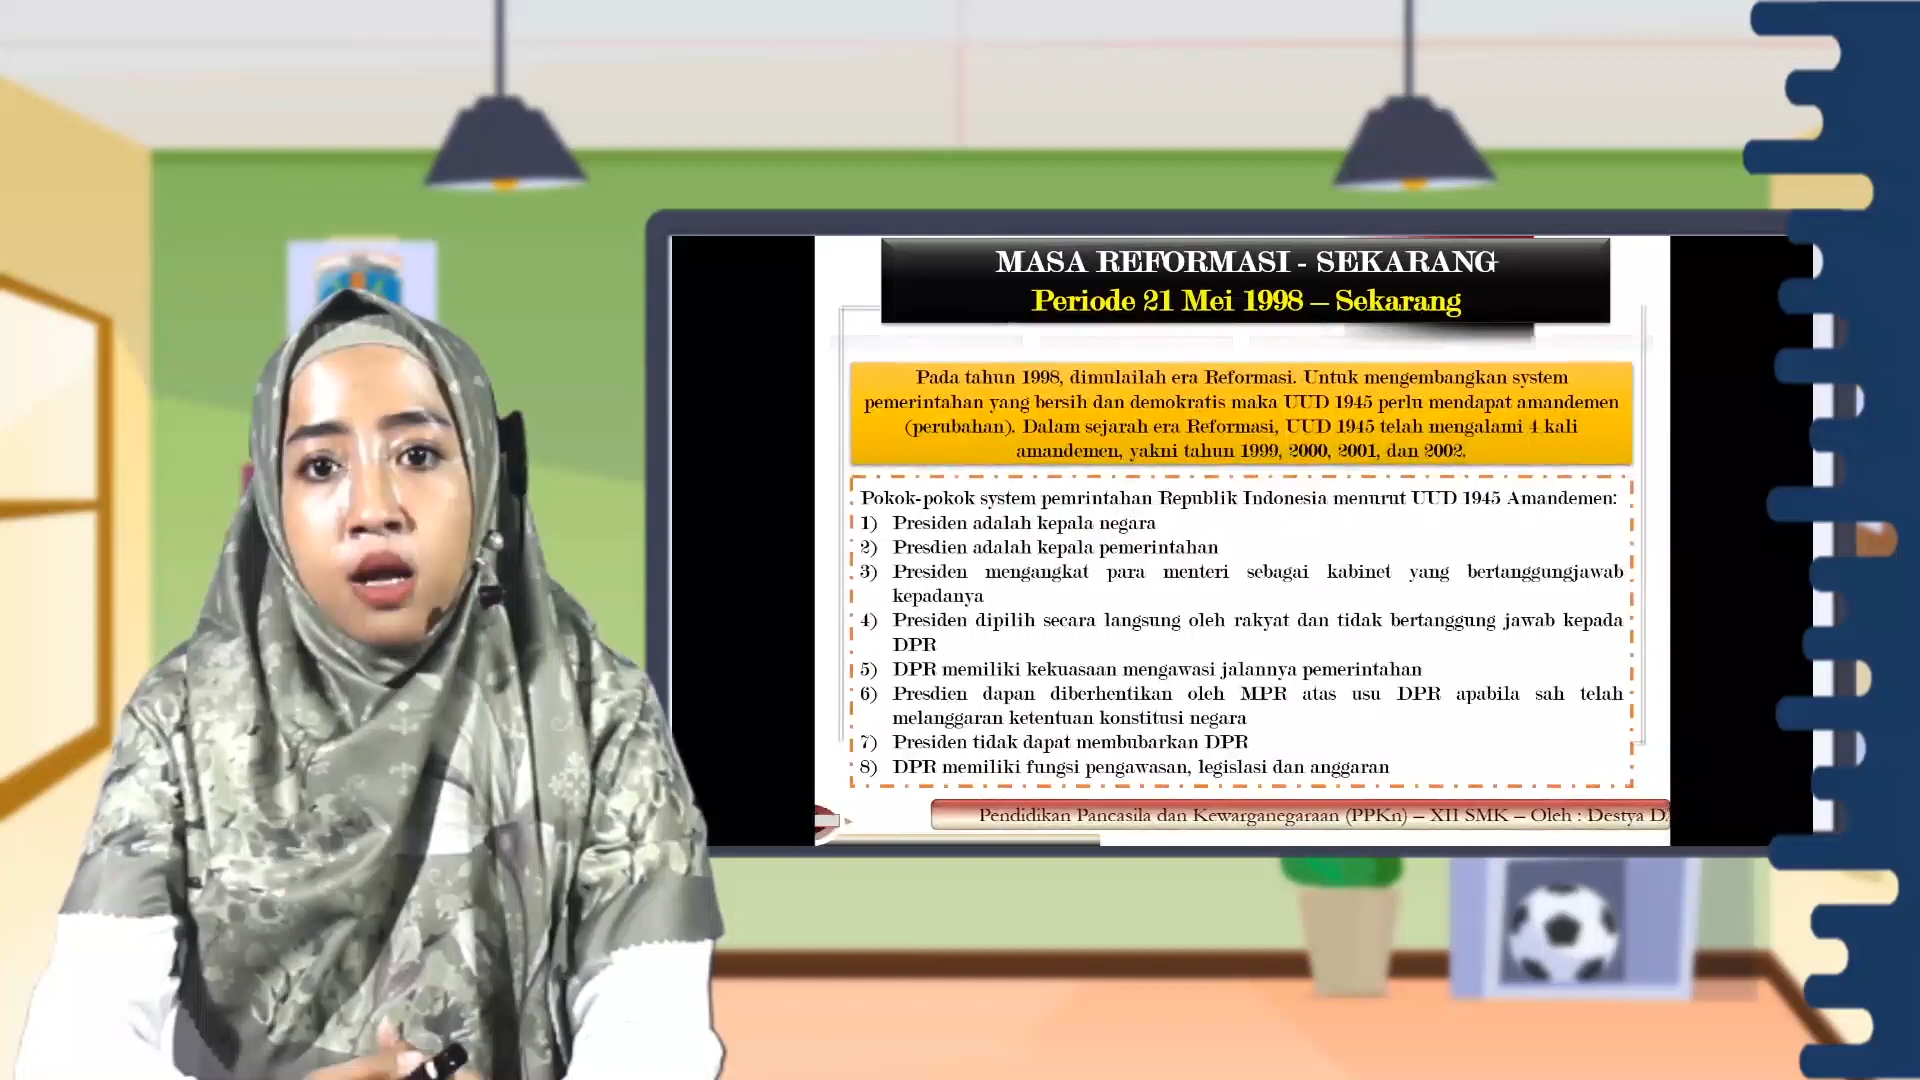 MASA REFORMASI - SEKARANG
Periode 21 Mei 1998 – Sekarang
Pada tahun 1998, dimulailah era Reformasi. Untuk mengembangkan system
pemerintahan yang bersih dan demokratis maka UUD 1945 perlu mendapat amandemen
(perubahan). Dalam sejarah era Reformasi, UUD 1945 telah mengalami 4 kali
amandemen, yakni tahun 1999, 2000, 2001, dan 2002.
Pokok-pokok system pemrintahan Republik Indonesia menurut UUD 1945 Amandemen:
1) Presiden adalah kepala negara
2) Presdien adalah kepala pemerintahan
3) Presiden mengangkat para menteri sebagai kabinet yang bertanggungjawab
kepadanya
4) Presiden dipilih secara langsung oleh rakyat dan tidak bertanggung jawab kepada
DPR
5) DPR memiliki kekuasaan mengawasi jalannya pemerintahan
6) Presdien dapan diberhentikan oleh MPR atas usu DPR apabila sah telah
melanggaran ketentuan konstitusi negara
7) Presiden tidak dapat membubarkan DPR
8) DPR memiliki fungsi pengawasan, legislasi dan anggaran
Pendidikan Pancasila dan Kewarganegaraan (PPKn) – XII SMK – Oleh : Destya D